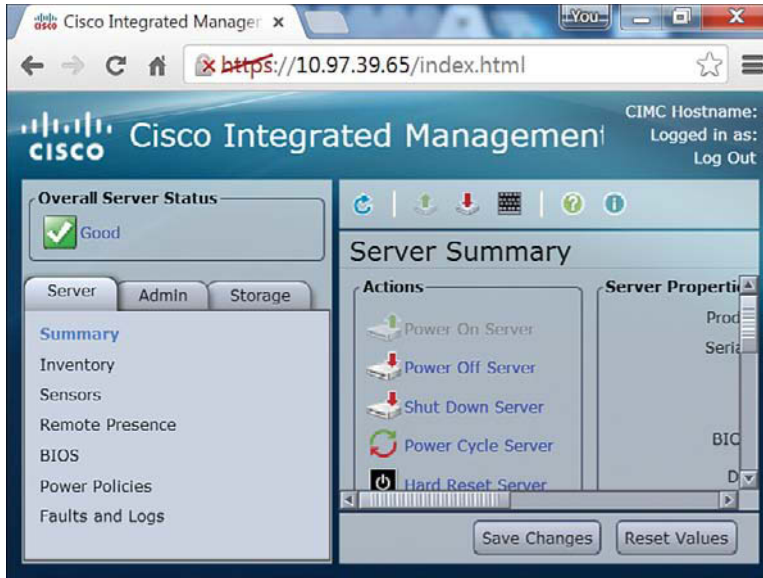 Cisco Integrated Manager
You
https://10.97.39.65/index.html
CISCO
Cisco Integrated Management
CIMC Hostname:
Logged in as:
Log Out
Overall Server Status
Good
Server Admin Storage
Summary
Inventory
Sensors
Remote Presence
BIOS
Power Policies
Faults and Logs
Server Summary
Actions
Power On Server
Power Off Server
Shut Down Server
Power Cycle Server
Hard Reset Server
Server Properti
Prod
Seria
BIO
D
Save Changes Reset Values